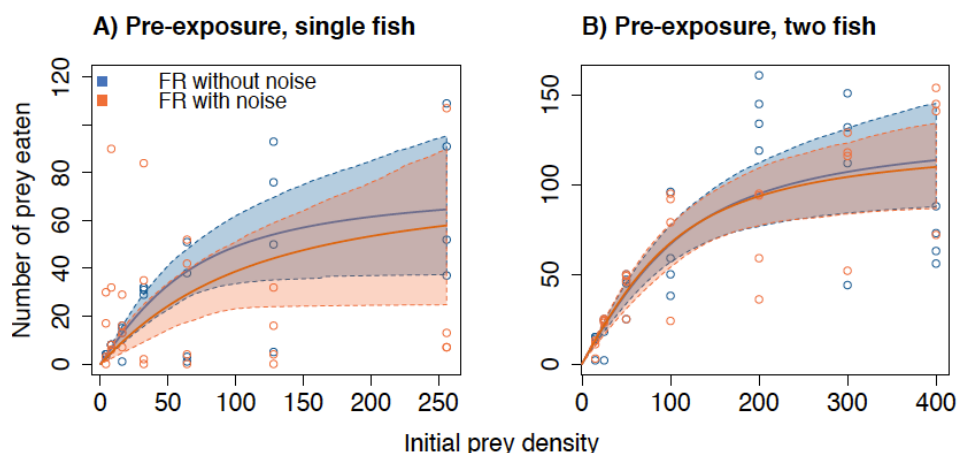 A) Pre-exposure, single fish
B) Pre-exposure, two fish
FR without noise
FR with noise
Number of prey eaten
0 20 40 60 80 120
0 50 100 150 200 250
0 50 100 150
0 100 200 300 400
Initial prey density